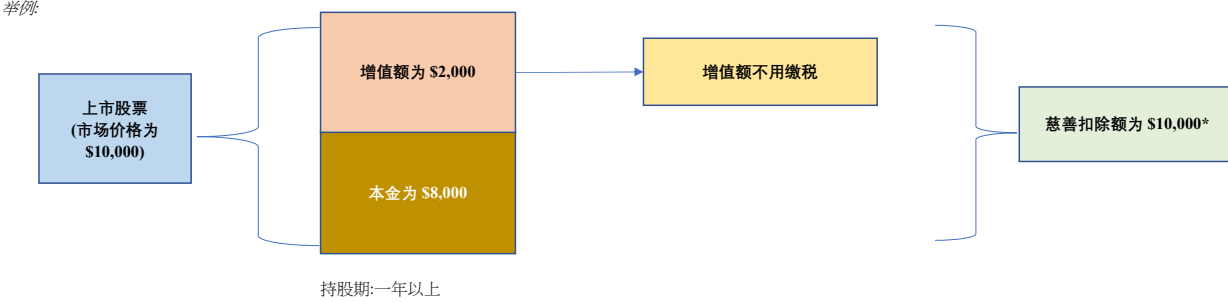 举例:
上市股票
(市场价格为
$10,000)
增值额为 $2,000
本金为 $8,000
增值额不用缴税
慈善扣除额为 $10,000*
持股期:一年以上